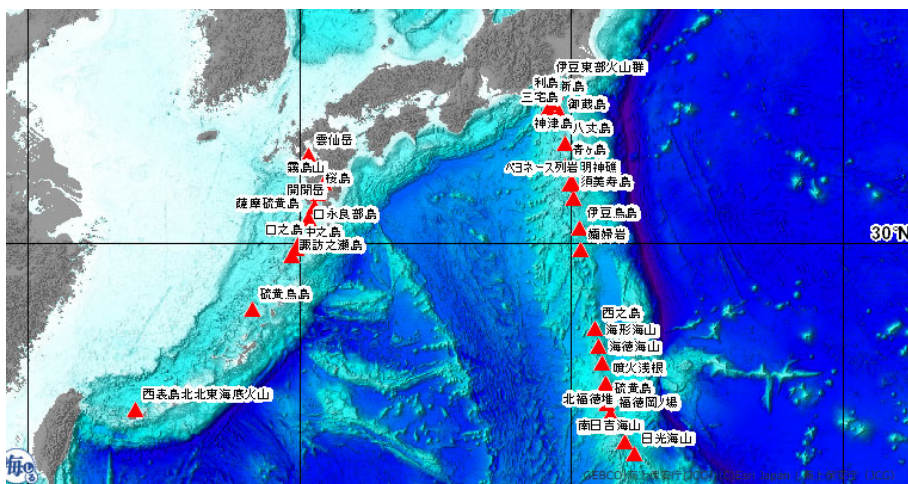 伊豆東部火山群
利島
新島
三宅島
御蔵島
神津島
八丈島
青ヶ島
ベヨネース列岩
明神礁
須美寿島
伊豆鳥島
孀婦岩
雲仙岳
霧島山
桜島
開聞岳
薩摩硫黄島
口永良部島
口之島
中之島
諏訪之瀬島
30°N
硫黄鳥島
西之島
海形海山
海徳海山
噴火浅根
硫黄島
北福徳堆
福徳岡ノ場
西表島北北東海底火山
南日吉海山
日光海山
海しる